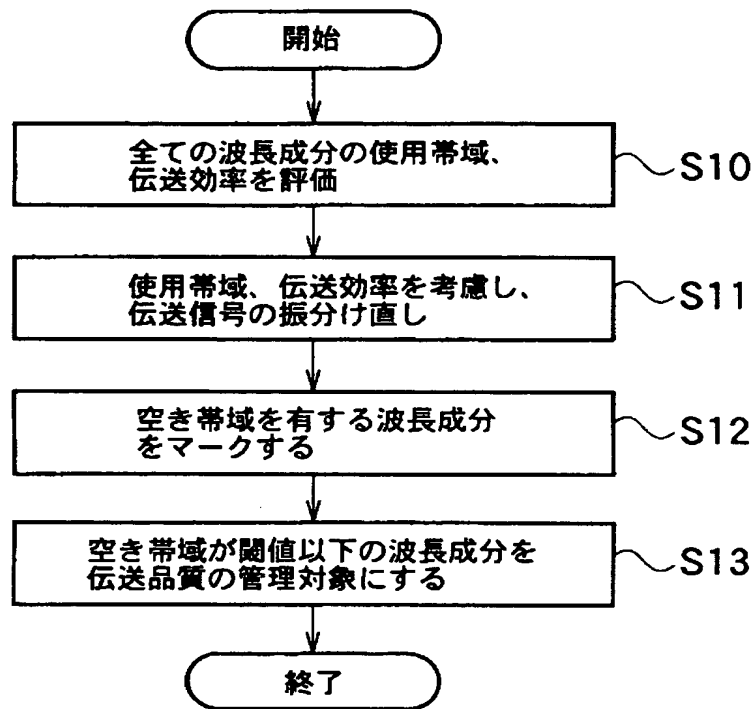 開始
全ての波長成分の使用帯域、
伝送効率を評価
S10
使用帯域、伝送効率を考慮し、
伝送信号の振分け直し
S11
空き帯域を有する波長成分
をマークする
S12
空き帯域が閾値以下の波長成分を
伝送品質の管理対象にする
S13
終了